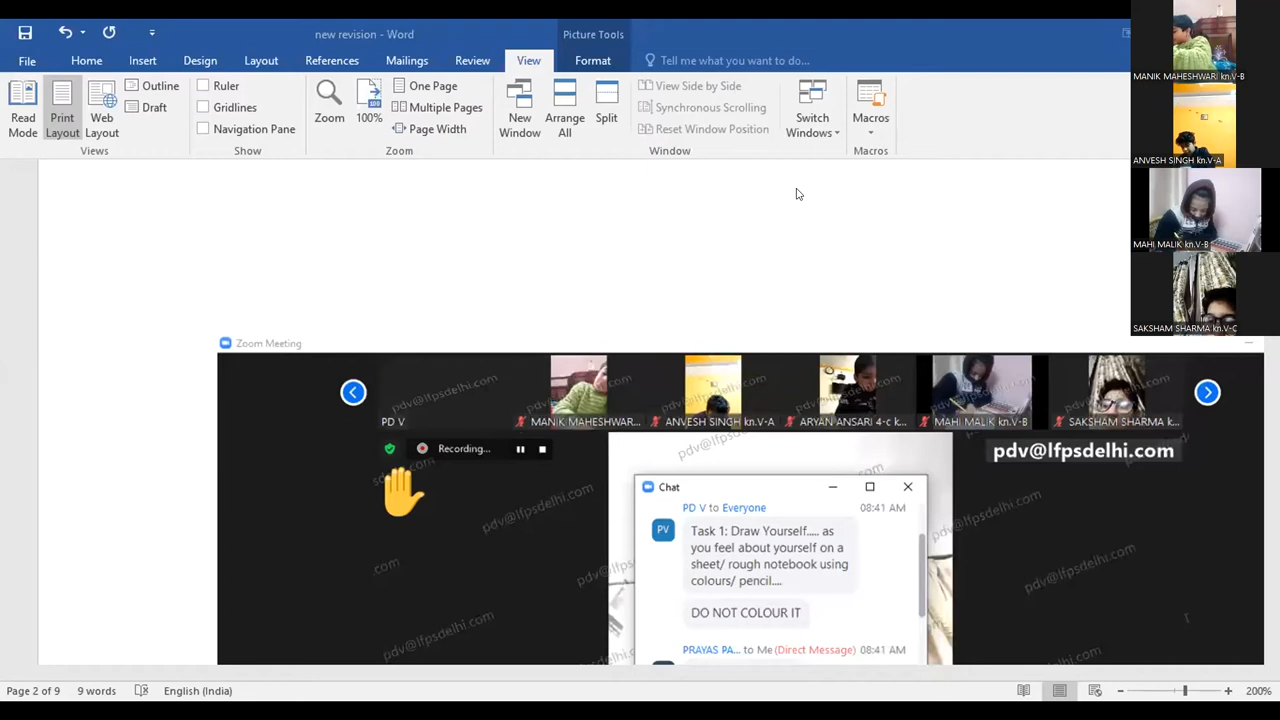 new revision - Word
Picture Tools
File
Home
Insert
Design
Layout
References
Mailings
Review
View
Format
Tell me what you want to do...
Read Mode
Print Layout
Web Layout
Outline
Draft
Views
Ruler
Gridlines
Navigation Pane
Show
Zoom
100%
One Page
Multiple Pages
Page Width
Zoom
New Window
Arrange All
Split
View Side by Side
Synchronous Scrolling
Reset Window Position
Window
Switch Windows
Macros
Macros
MANIK MAHESHWARI kn.V-B
ANVESH SINGH kn.V-A
MAHI MALIK kn.V-B
SAKSHAM SHARMA kn.V-C
Zoom Meeting
PD V
MANIK MAHESHWAR...
ANVESH SINGH kn.V-A
ARYAN ANSARI 4-c k...
MAHI MALIK kn.V-B
SAKSHAM SHARMA k...
Recording...
pdv@lfpsdelhi.com
Chat
PD V to Everyone 08:41 AM
PV
Task 1: Draw Yourself..... as
you feel about yourself on a
sheet/ rough notebook using
colours/ pencil....
DO NOT COLOUR IT
PRAYAS PA... to Me (Direct Message) 08:41 AM
pdv@lfpsdelhi.com
Page 2 of 9
9 words
English (India)
200%